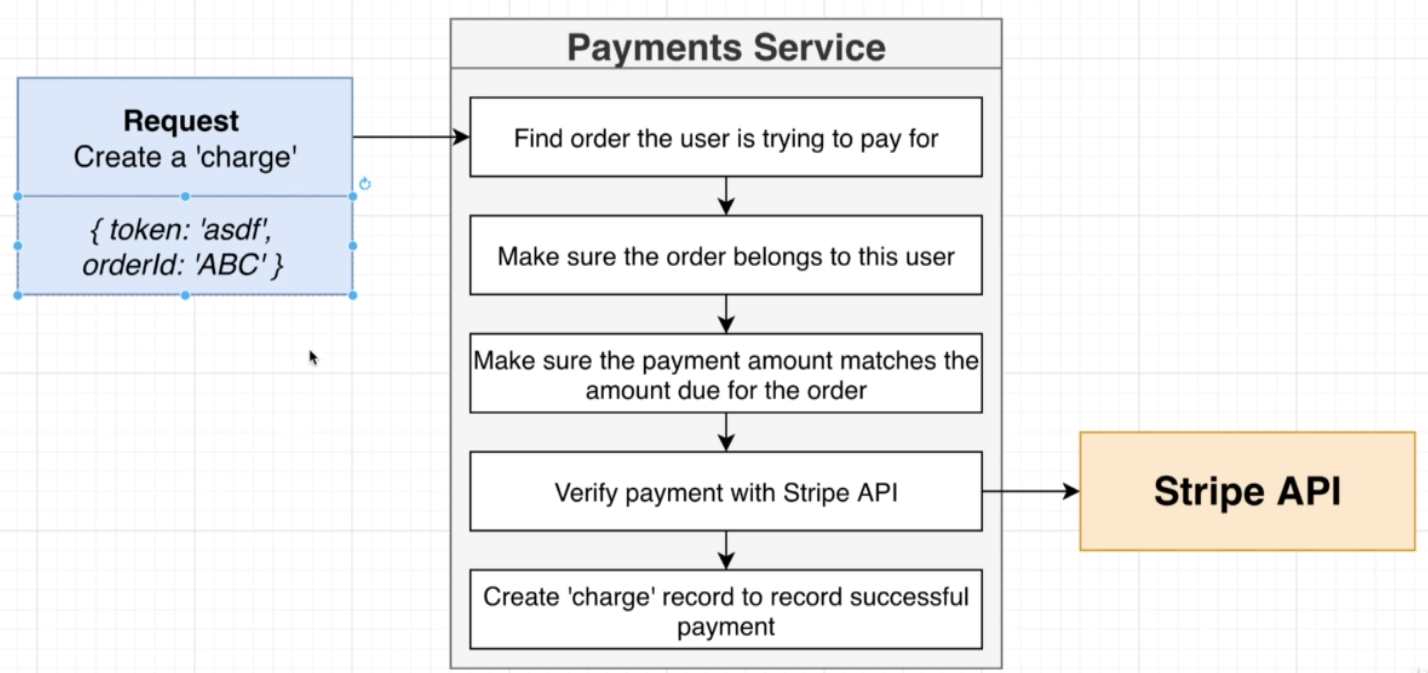 Payments Service
Request
Create a 'charge'
{ token: 'asdf',
orderId: 'ABC' }
Find order the user is trying to pay for
Make sure the order belongs to this user
Make sure the payment amount matches the
amount due for the order
Verify payment with Stripe API
Stripe API
Create 'charge' record to record successful
payment